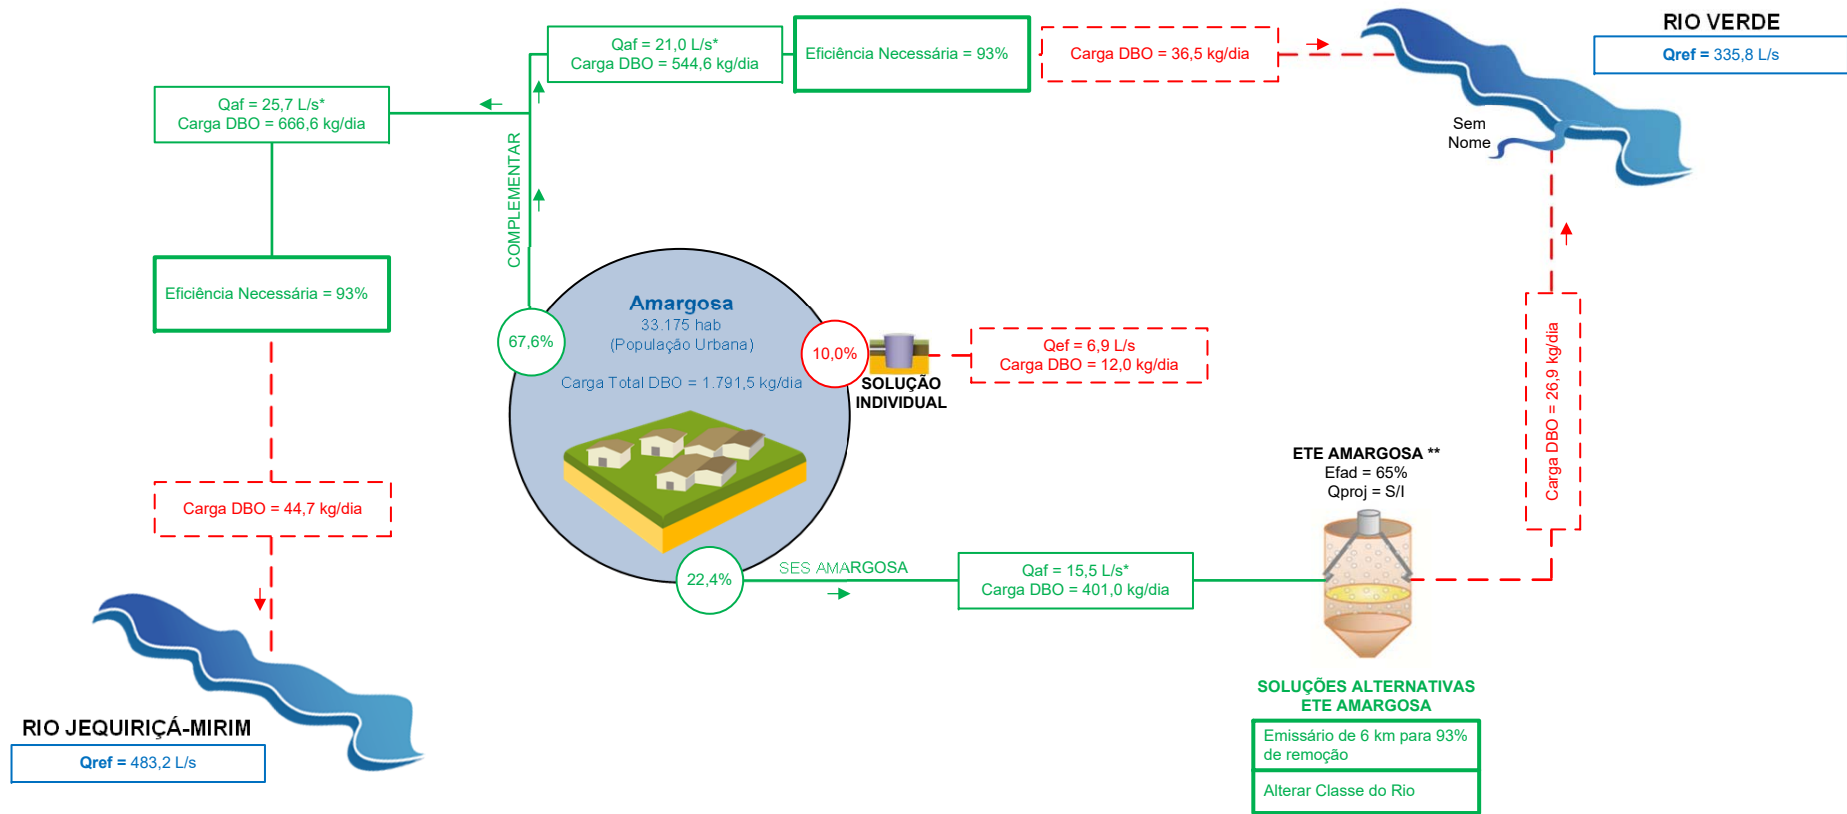 RIO VERDE
Qref = 335,8 L/s
Qaf = 21,0 L/s*
Carga DBO = 544,6 kg/dia
Eficiência Necessária = 93%
Carga DBO = 36,5 kg/dia
Qaf = 25,7 L/s*
Carga DBO = 666,6 kg/dia
Sem
Nome
COMPLEMENTAR
Eficiência Necessária = 93%
Amargosa
33.175 hab
(População Urbana)
Carga Total DBO = 1.791,5 kg/dia
67,6%
10,0%
SOLUÇÃO
INDIVIDUAL
Qef = 6,9 L/s
Carga DBO = 12,0 kg/dia
Carga DBO = 26,9 kg/dia
ETE AMARGOSA **
Efad = 65%
Qproj = S/I
Carga DBO = 44,7 kg/dia
22,4%
SES AMARGOSA
Qaf = 15,5 L/s*
Carga DBO = 401,0 kg/dia
RIO JEQUIRIÇÁ-MIRIM
Qref = 483,2 L/s
SOLUÇÕES ALTERNATIVAS
ETE AMARGOSA
Emissário de 6 km para 93%
de remoção
Alterar Classe do Rio